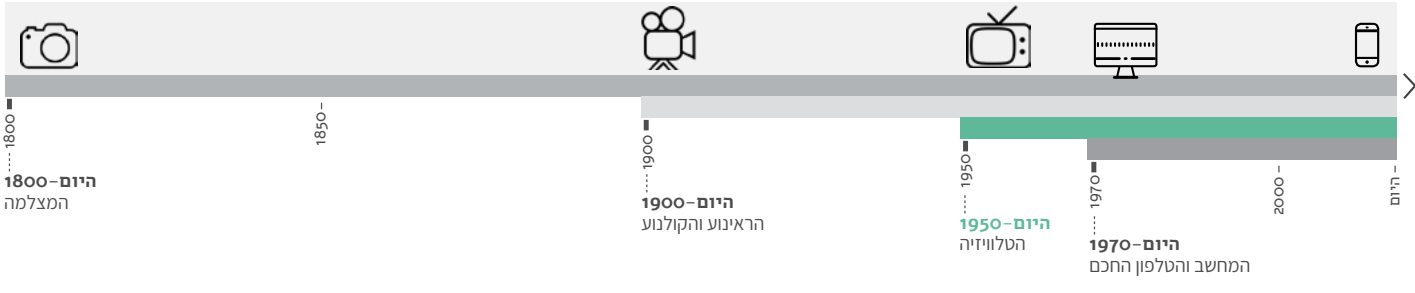 1800
1850
1900
1950
1970
2000
היום
1800–היום
המצלמה
1900–היום
הראינוע והקולנוע
1950–היום
הטלוויזיה
1970–היום
המחשב והטלפון החכם